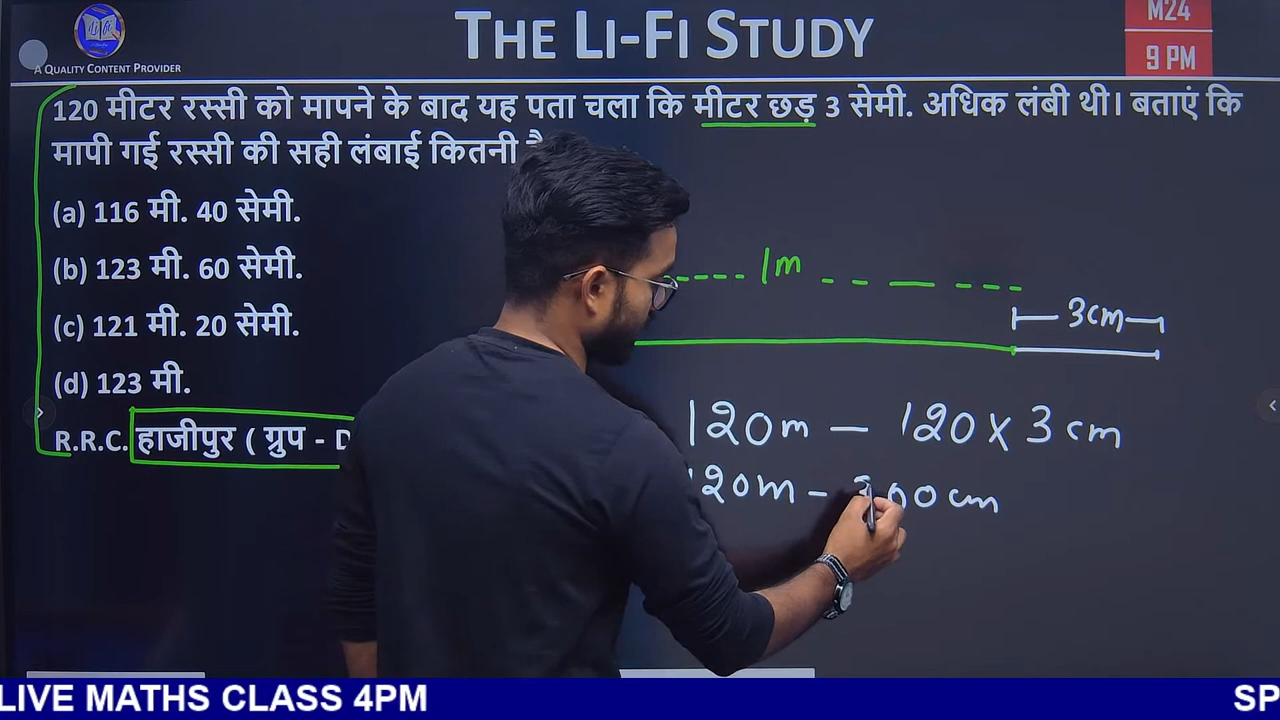 THE LI-FI STUDY
A QUALITY CONTENT PROVIDER
M24
9 PM
120 मीटर रस्सी को मापने के बाद यह पता चला कि मीटर छड़ 3 सेमी. अधिक लंबी थी। बताएं कि
मापी गई रस्सी की सही लंबाई कितनी
(a) 116 मी. 40 सेमी.
(b) 123 मी. 60 सेमी.
(c) 121 मी. 20 सेमी.
(d) 123 मी.
R.R.C. हाजीपुर ( ग्रुप - D
1m
3cm
120m - 120 x 3 cm
120m - cm
LIVE MATHS CLASS 4PM
SP